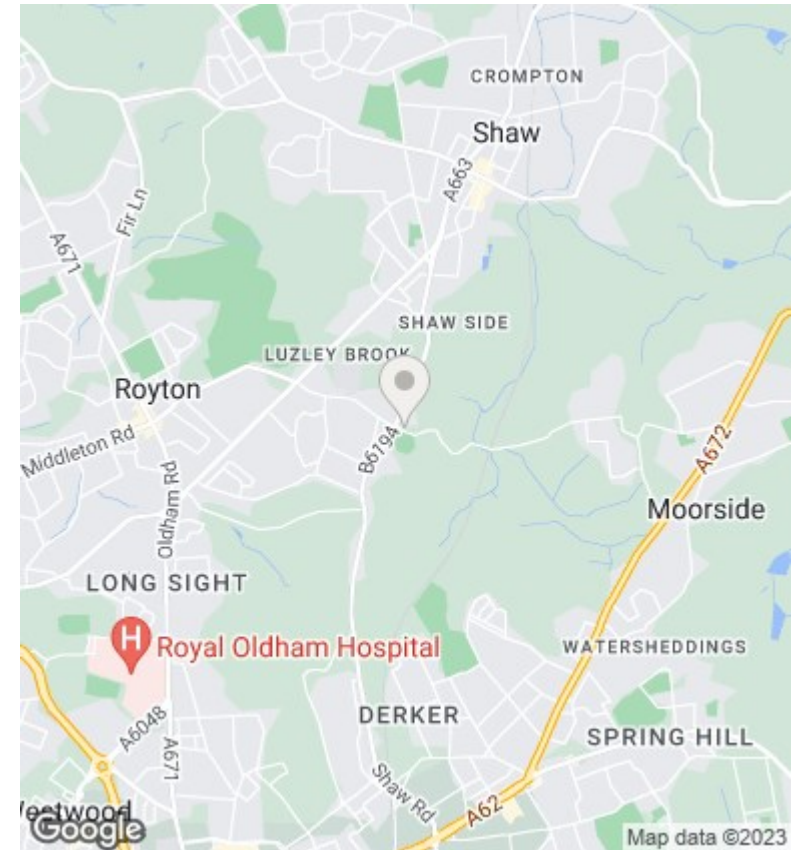 CROMPTON
Shaw
A663
Fir Ln
A671
SHAW SIDE
LUZLEY BROOK
Royton
Middleton Rd
B6194
A672
Moorside
Oldham Rd
LONG SIGHT
H
Royal Oldham Hospital
WATERSHEDDINGS
DERKER
SPRING HILL
A6048
A671
Shaw Rd
A62
Westwood
Google
Map data ©2023